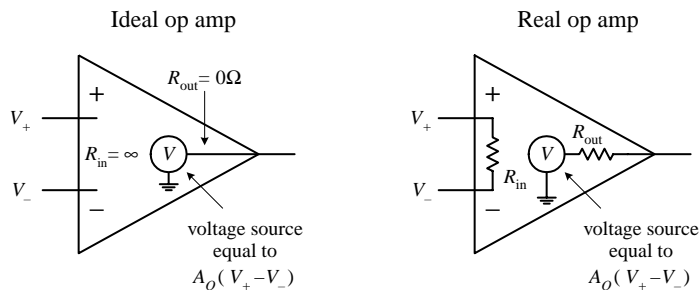 Ideal op amp
Real op amp
R_out = 0Ω
+
V_+
R_in = ∞
V
V_–
–
voltage source
equal to
A_O( V_+ –V_–)
+
V_+
R_out
V
R_in
V_–
–
voltage source
equal to
A_O( V_+ –V_–)